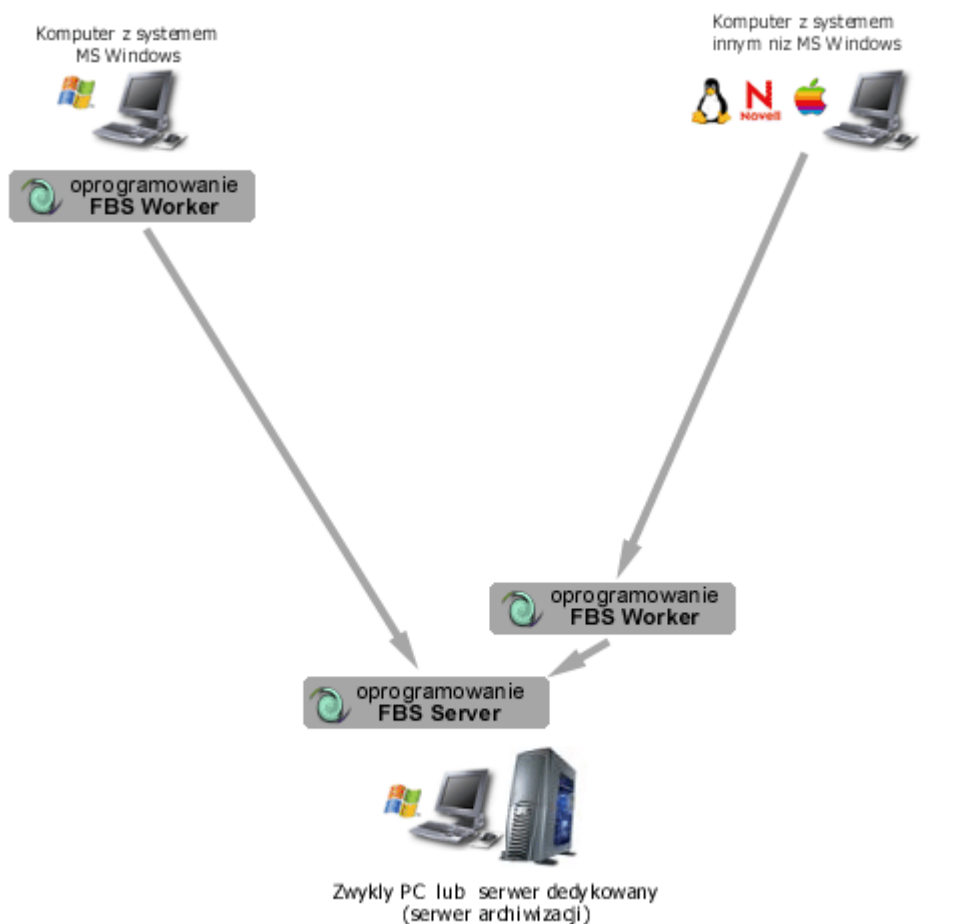 Komputer z systemem
MS Windows
Komputer z systemem
innym niz MS Windows
Novell
oprogramowanie
FBS Worker
oprogramowanie
FBS Worker
oprogramowanie
FBS Server
Zwykly PC lub serwer dedykowany
(serwer archiwizacji)